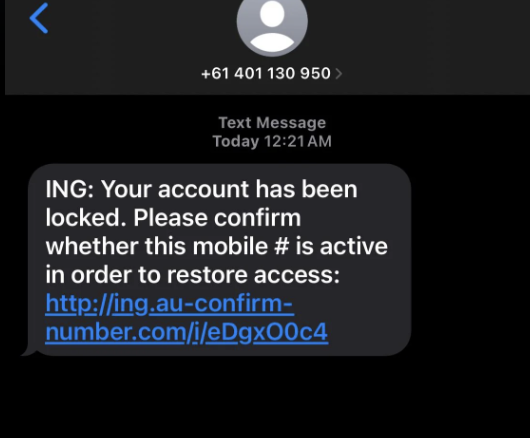 +61 401 130 950 >
Text Message
Today 12:21 AM
ING: Your account has been
locked. Please confirm
whether this mobile # is active
in order to restore access:
http://ing.au-confirm-
number.com/i/eDgxO0c4